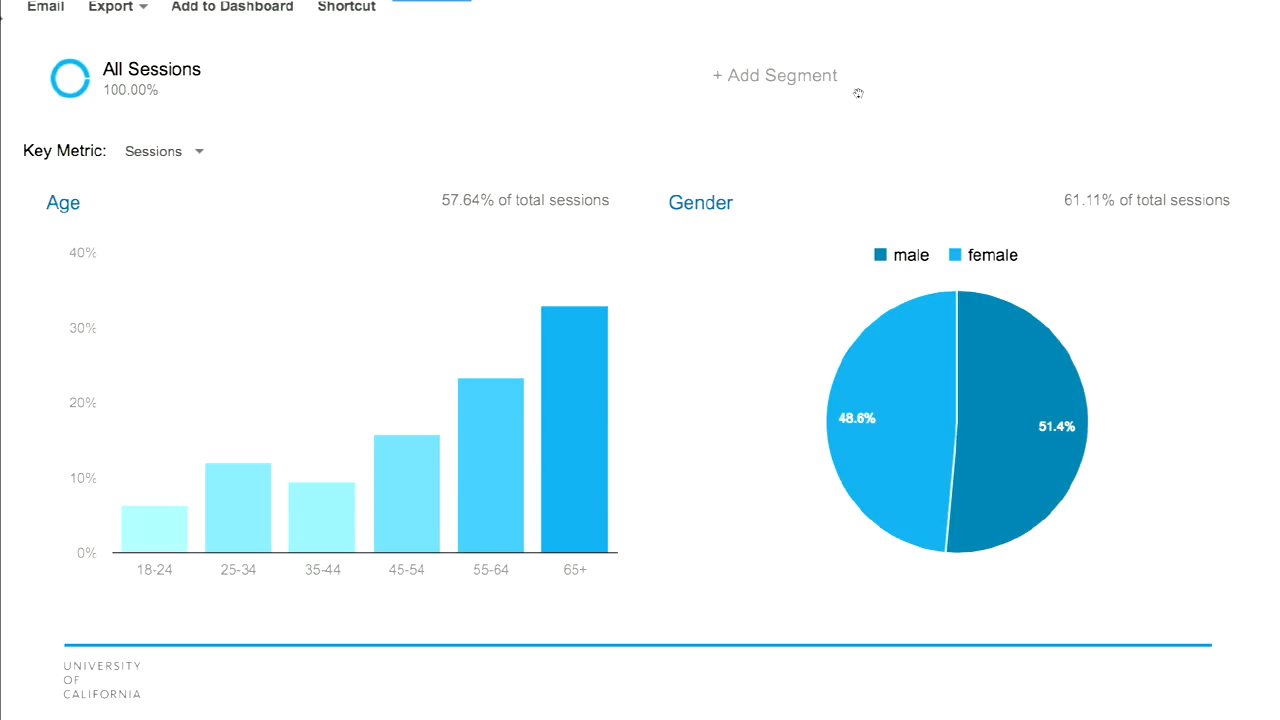 Email Export Add to Dashboard Shortcut
All Sessions
100.00%
+ Add Segment
Key Metric: Sessions
Age
57.64% of total sessions
40%
30%
20%
10%
0%
18-24 25-34 35-44 45-54 55-64 65+
Gender
61.11% of total sessions
male female
48.6%
51.4%
UNIVERSITY
OF
CALIFORNIA